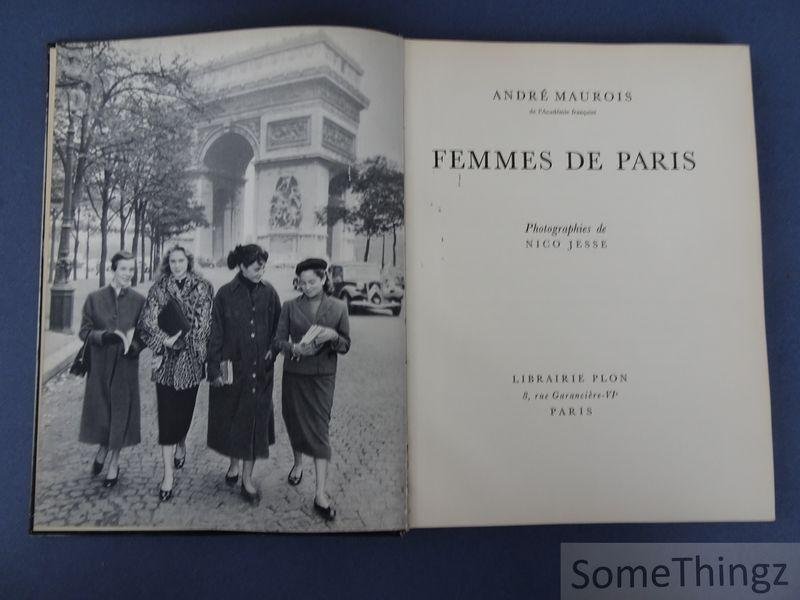 ANDRÉ MAUROIS
de l'Académie française
FEMMES DE PARIS
Photographies de
NICO JESSE
LIBRAIRIE PLON
8, rue Garancière-VIe
PARIS
SomeThingz